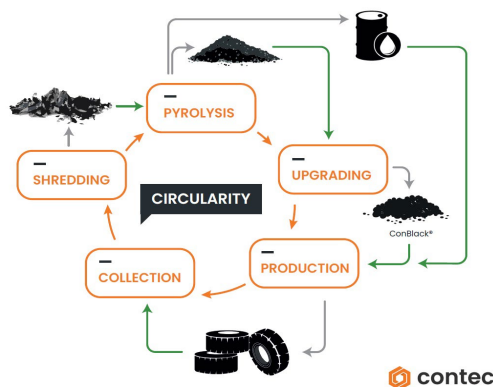 PYROLYSIS
SHREDDING
UPGRADING
CIRCULARITY
ConBlack®
COLLECTION
PRODUCTION
contec